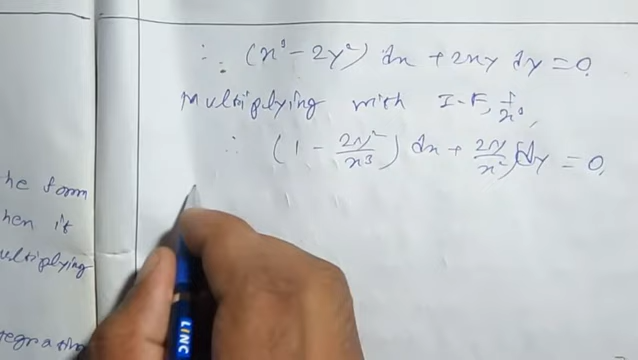 ∴ (x³ - 2y²) dx + 2xy dy = 0.
Multiplying with I.F, 1/x³,
∴ (1 - 2y²/x³) dx + 2y/x² dy = 0,
he form
hen it
ultiplying
tegrating
LINC